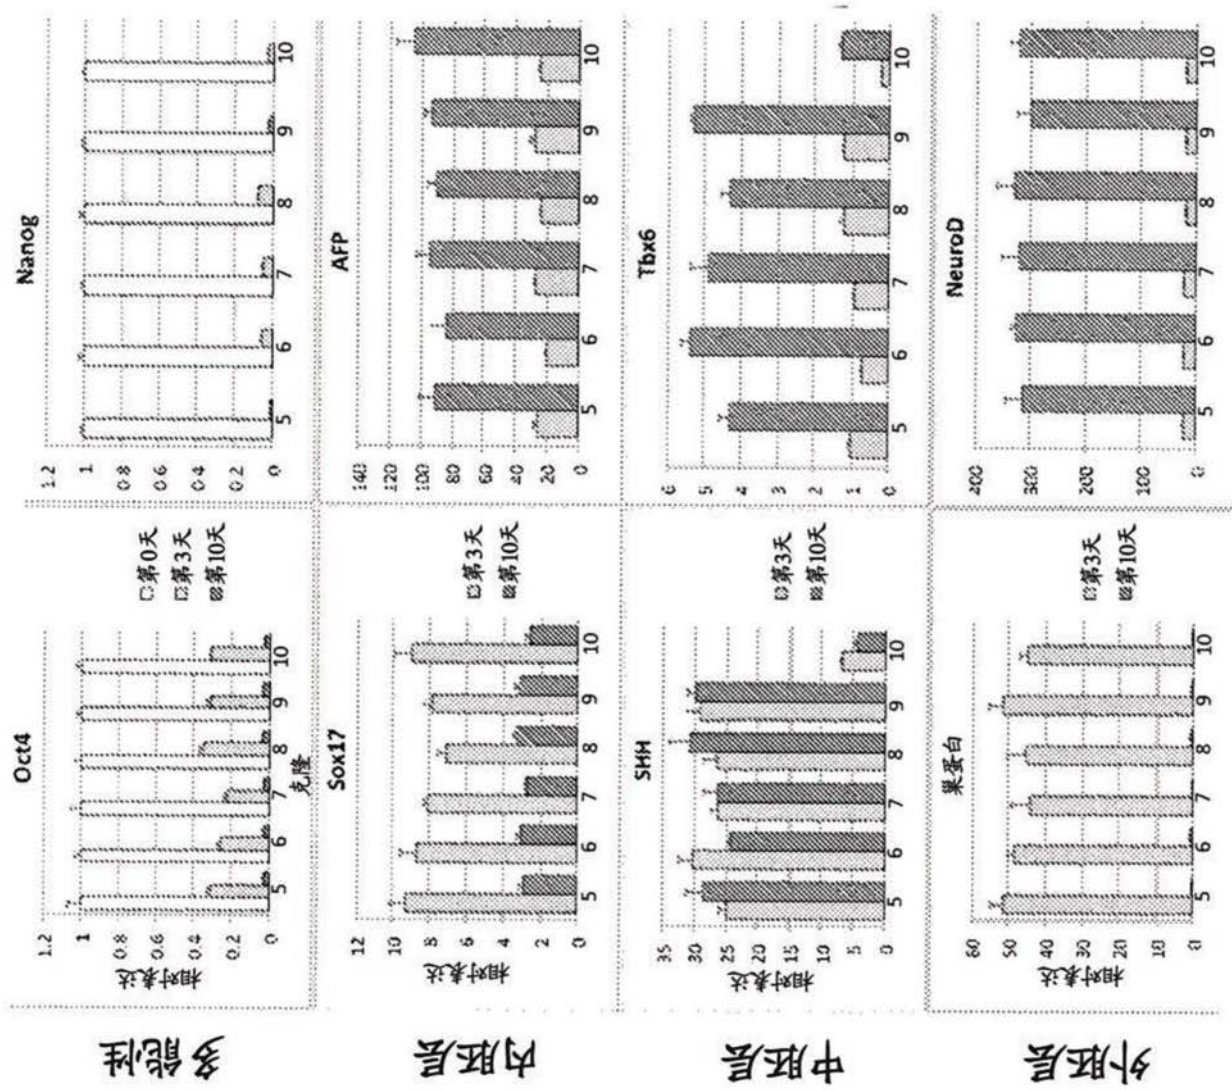 多能性
Oct4
相对表达
1.2
1
0.8
0.6
0.4
0.2
0
5 6 7 8 9 10
克隆
第0天
第3天
第10天
Nanog
1.2
1
0.8
0.6
0.4
0.2
0
5 6 7 8 9 10
内胚层
Sox17
相对表达
12
10
8
6
4
2
0
5 6 7 8 9 10
第3天
第10天
AFP
140
120
100
80
60
40
20
0
5 6 7 8 9 10
中胚层
SHH
相对表达
35
30
25
20
15
10
5
0
5 6 7 8 9 10
第3天
第10天
Tbx6
6
5
4
3
2
1
0
5 6 7 8 9 10
外胚层
巢蛋白
相对表达
60
50
40
30
20
10
0
5 6 7 8 9 10
第3天
第10天
NeuroD
400
300
200
100
0
5 6 7 8 9 10